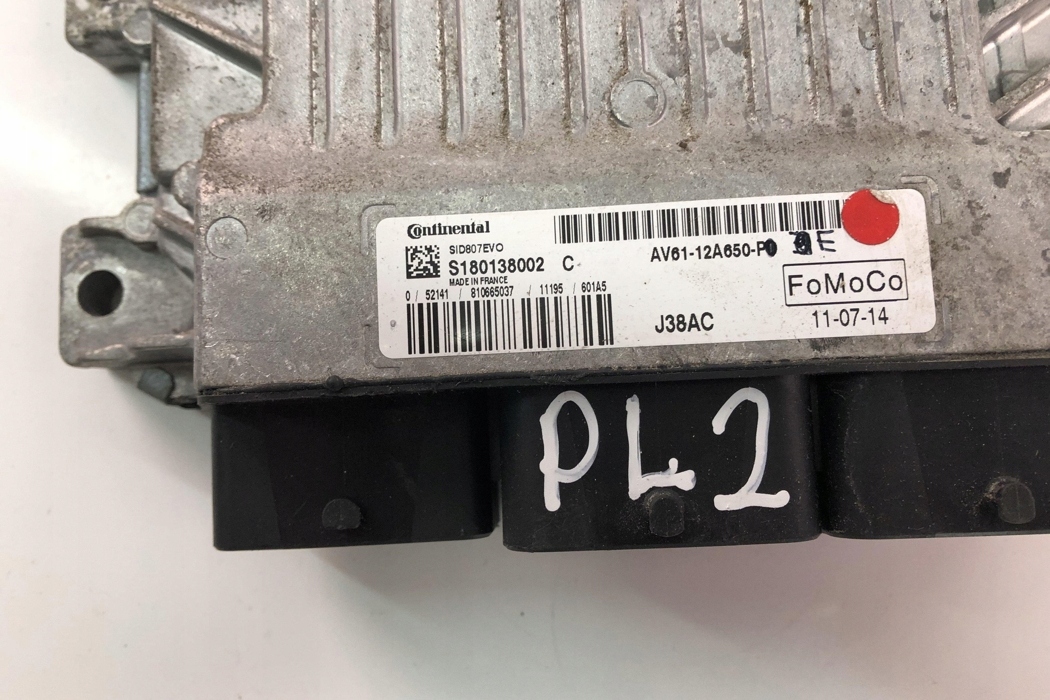 Continental
SID807EVO
S180138002 C
MADE IN FRANCE
0 / 52141 / 810665037 / 11195 / 601A5
AV61-12A650- E
FoMoCo
J38AC
11-07-14
PL2